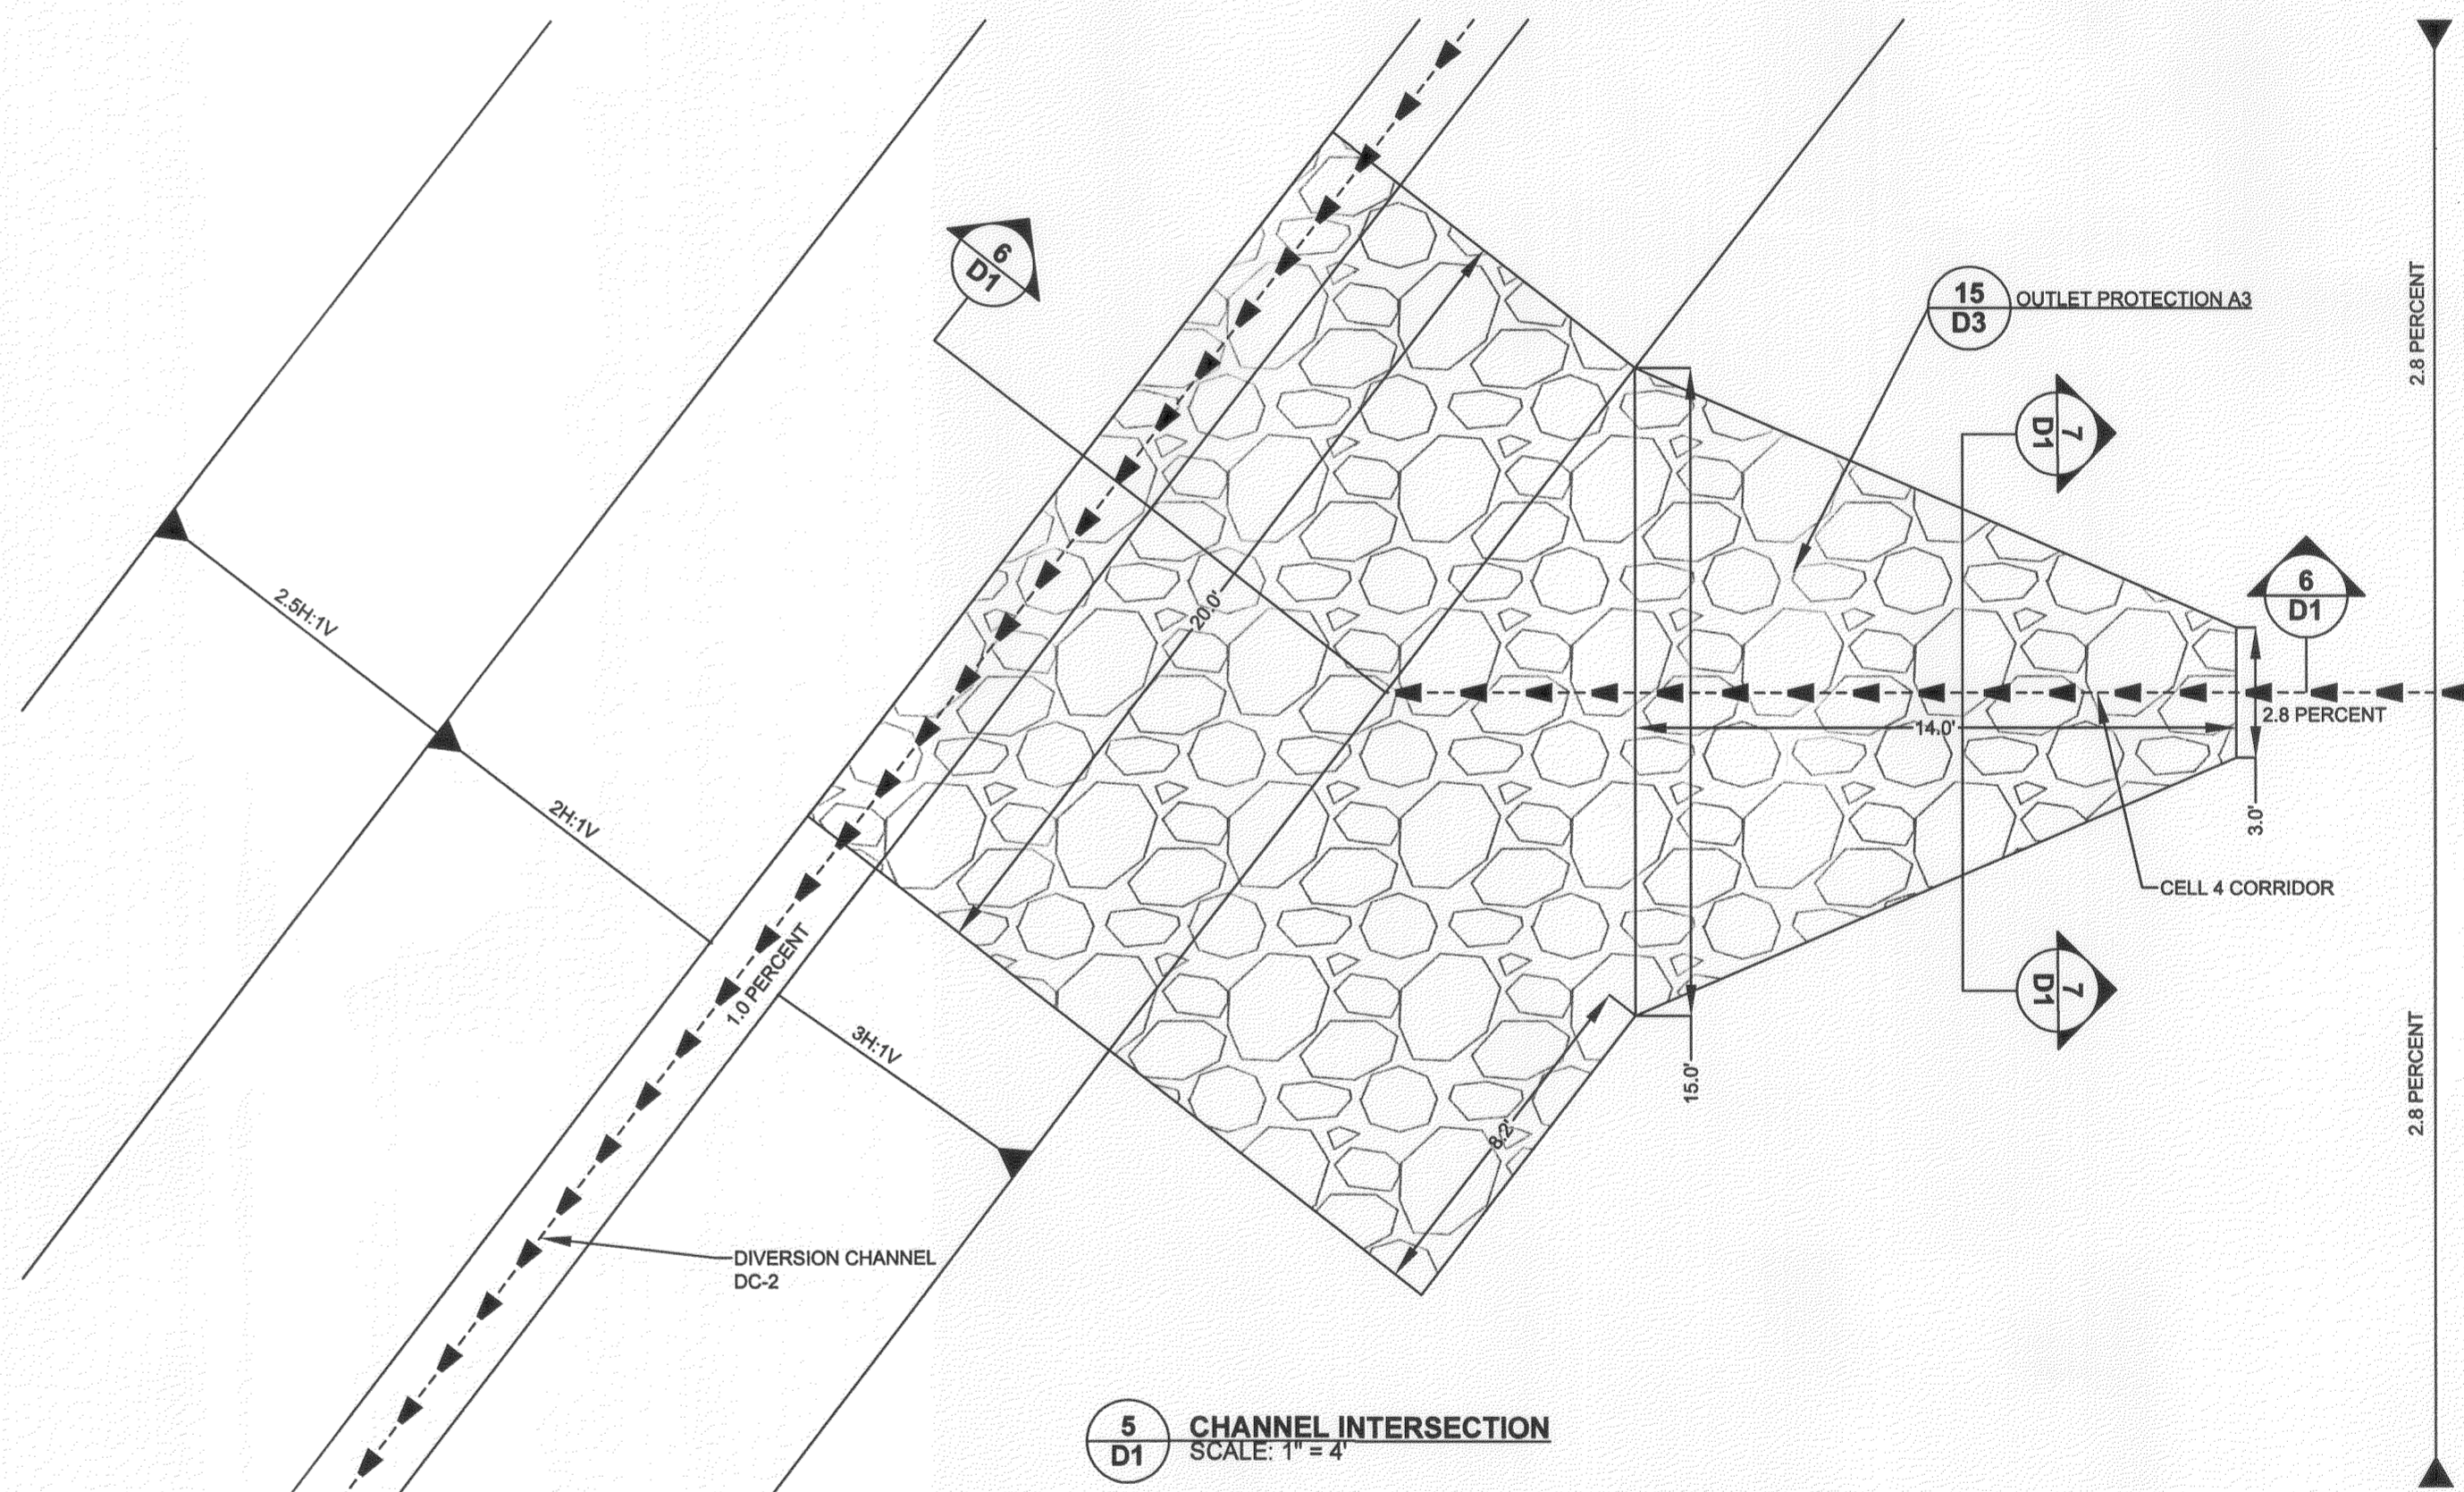 6
D1
15
D3
OUTLET PROTECTION A3
2.8 PERCENT
7
D1
6
D1
2.5H:1V
20.0'
2.8 PERCENT
14.0'
2H:1V
3.0'
CELL 4 CORRIDOR
1.0 PERCENT
7
D1
3H:1V
15.0'
8.2'
2.8 PERCENT
DIVERSION CHANNEL
DC-2
5
D1
CHANNEL INTERSECTION
SCALE: 1" = 4'